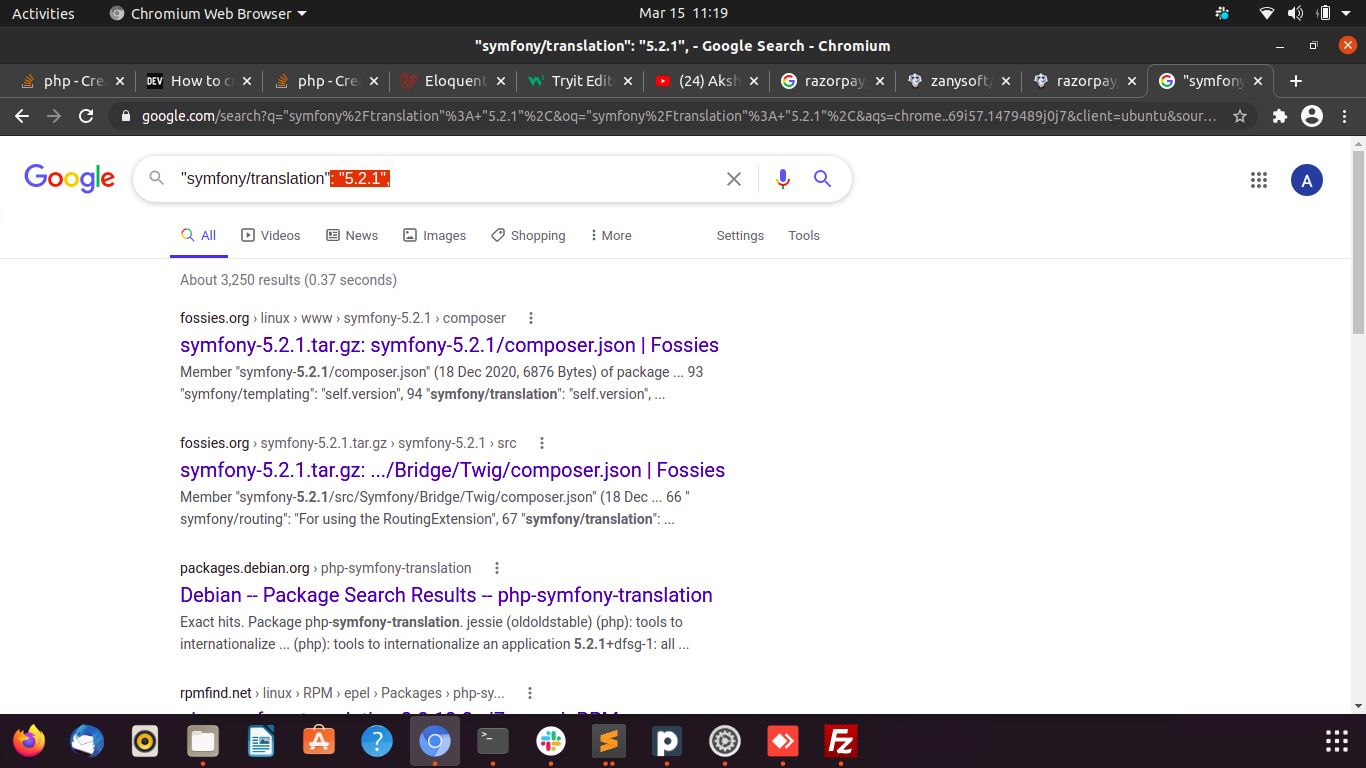 Activities Chromium Web Browser Mar 15 11:19
"symfony/translation": "5.2.1", - Google Search - Chromium
php - Cre DEV How to c php - Cre Eloquent Tryit Edit (24) Aksh razorpay zanysoft, razorpay "symfony
google.com/search?q="symfony%2Ftranslation"%3A+"5.2.1"%2C&oq="symfony%2Ftranslation"%3A+"5.2.1"%2C&aqs=chrome..69i57.1479489j0j7&client=ubuntu&sour...
Google "symfony/translation": "5.2.1", A
All Videos News Images Shopping More Settings Tools
About 3,250 results (0.37 seconds)
fossies.org › linux › www › symfony-5.2.1 › composer
symfony-5.2.1.tar.gz: symfony-5.2.1/composer.json | Fossies
Member "symfony-5.2.1/composer.json" (18 Dec 2020, 6876 Bytes) of package ... 93
"symfony/templating": "self.version", 94 "symfony/translation": "self.version", ...
fossies.org › symfony-5.2.1.tar.gz › symfony-5.2.1 › src
symfony-5.2.1.tar.gz: .../Bridge/Twig/composer.json | Fossies
Member "symfony-5.2.1/src/Symfony/Bridge/Twig/composer.json" (18 Dec ... 66 "
symfony/routing": "For using the RoutingExtension", 67 "symfony/translation": ...
packages.debian.org › php-symfony-translation
Debian -- Package Search Results -- php-symfony-translation
Exact hits. Package php-symfony-translation. jessie (oldoldstable) (php): tools to
internationalize ... (php): tools to internationalize an application 5.2.1+dfsg-1: all ...
rpmfind.net › linux › RPM › epel › Packages › php-sy...